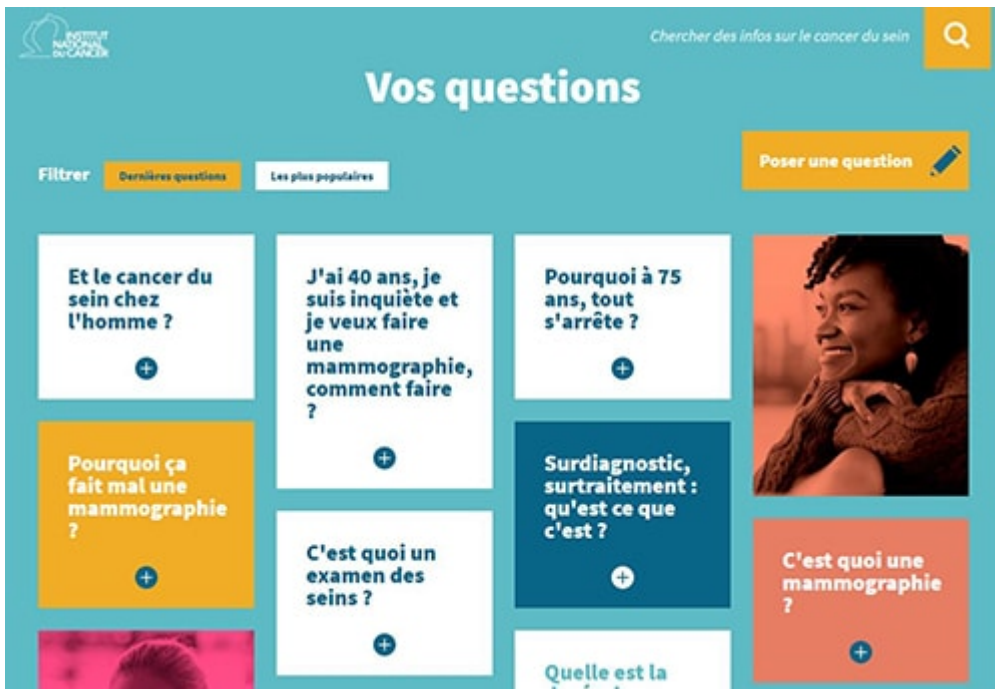 INSTITUT
NATIONAL
DU CANCER
Chercher des infos sur le cancer du sein
Vos questions
Filtrer
Dernières questions
Les plus populaires
Poser une question
Et le cancer du
sein chez
l'homme ?
J'ai 40 ans, je
suis inquiète et
je veux faire
une
mammographie,
comment faire
?
Pourquoi à 75
ans, tout
s'arrête ?
Pourquoi ça
fait mal une
mammographie
?
C'est quoi un
examen des
seins ?
Surdiagnostic,
surtraitement :
qu'est ce que
c'est ?
C'est quoi une
mammographie
?
Quelle est la